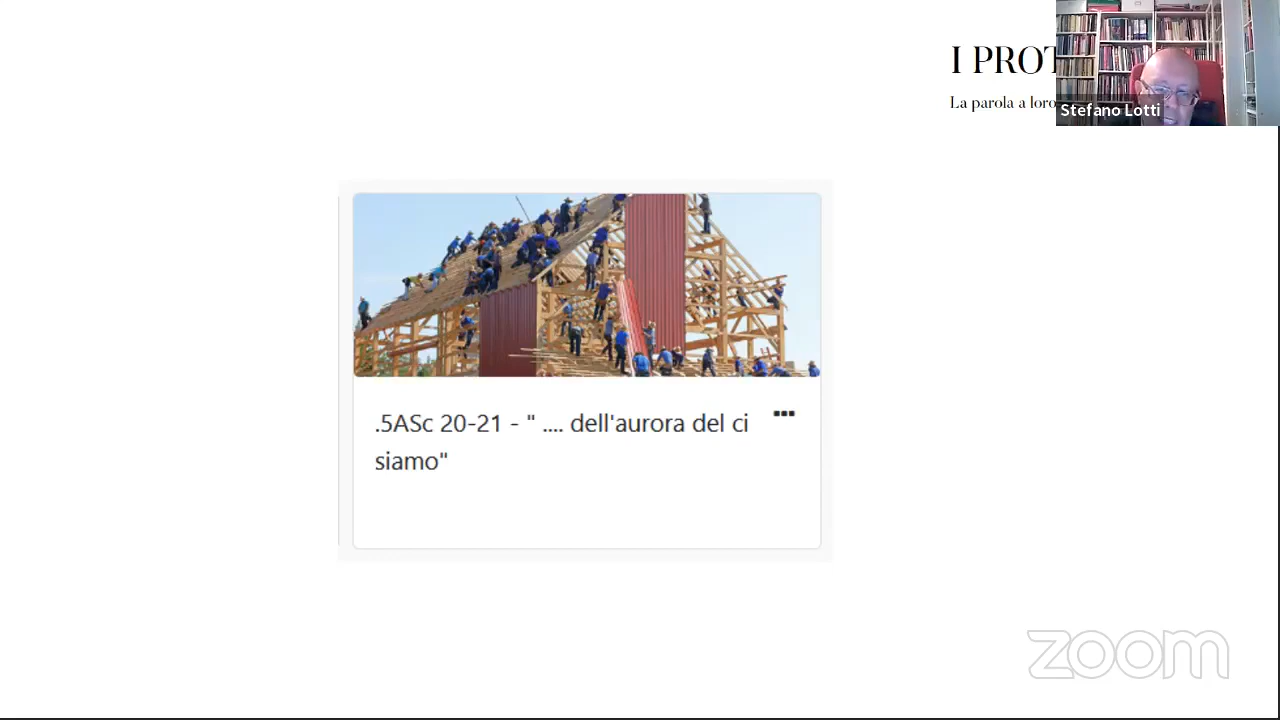 I PROT
La parola a loro
Stefano Lotti
.5ASc 20-21 - " .... dell'aurora del ci
siamo"
zoom